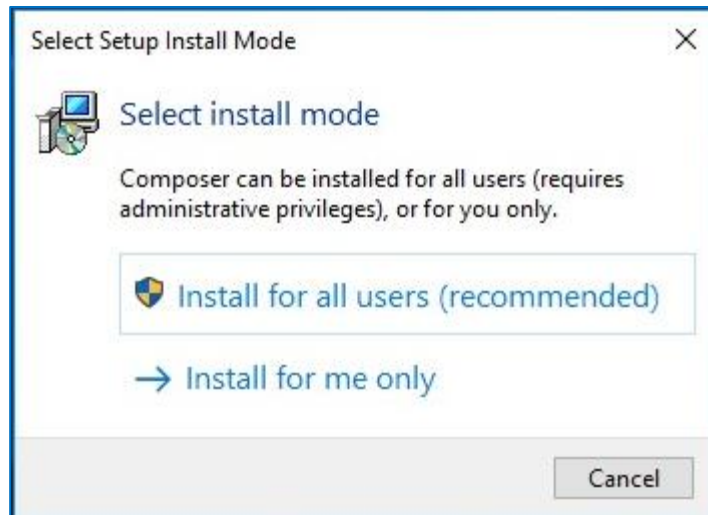 Select Setup Install Mode
Select install mode
Composer can be installed for all users (requires
administrative privileges), or for you only.
Install for all users (recommended)
Install for me only
Cancel